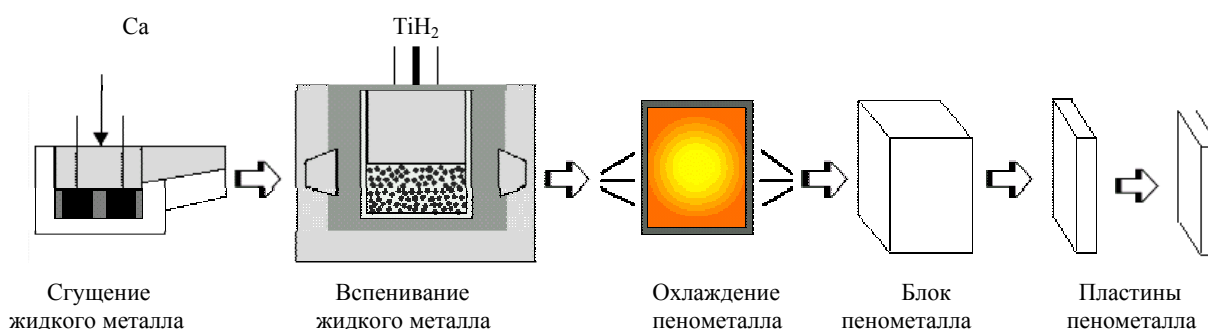 Ca
TiH₂
Сгущение
жидкого металла
Вспенивание
жидкого металла
Охлаждение
пенометалла
Блок
пенометалла
Пластины
пенометалла